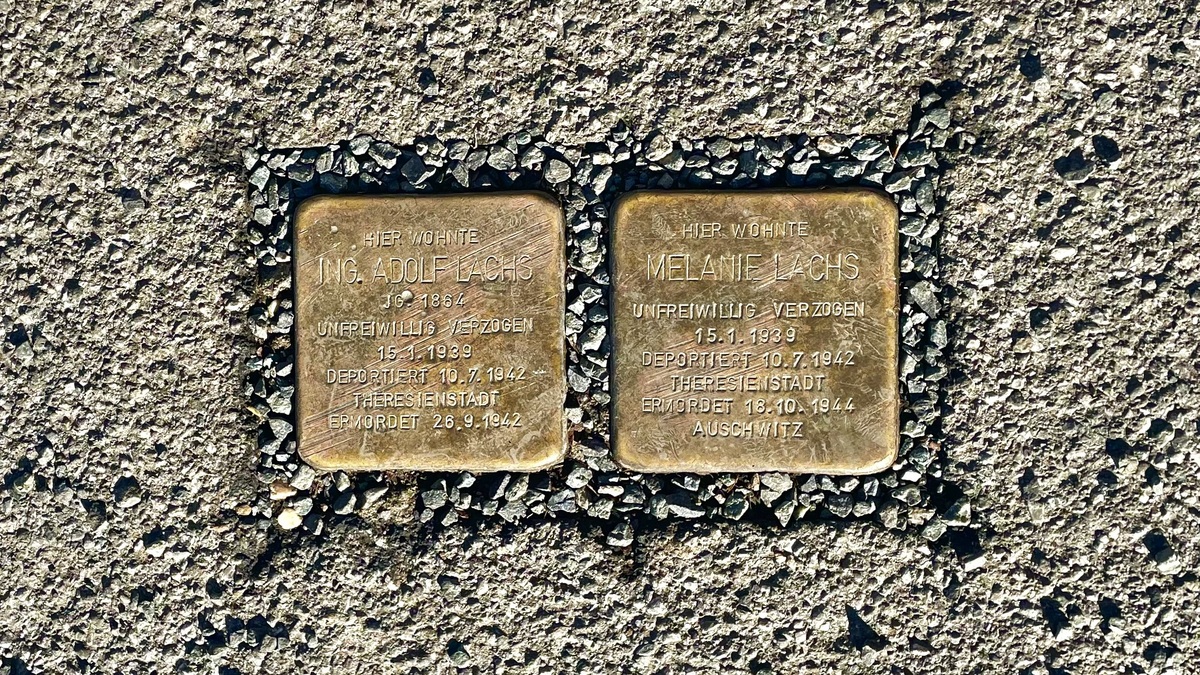 HIER WOHNTE
ING. ADOLF LACHS
JG. 1864
UNFREIWILLIG VERZOGEN
15.1.1939
DEPORTIERT 10.7.1942
THERESIENSTADT
ERMORDET 26.9.1942
HIER WOHNTE
MELANIE LACHS
UNFREIWILLIG VERZOGEN
15.1.1939
DEPORTIERT 10.7.1942
THERESIENSTADT
ERMORDET 18.10.1944
AUSCHWITZ